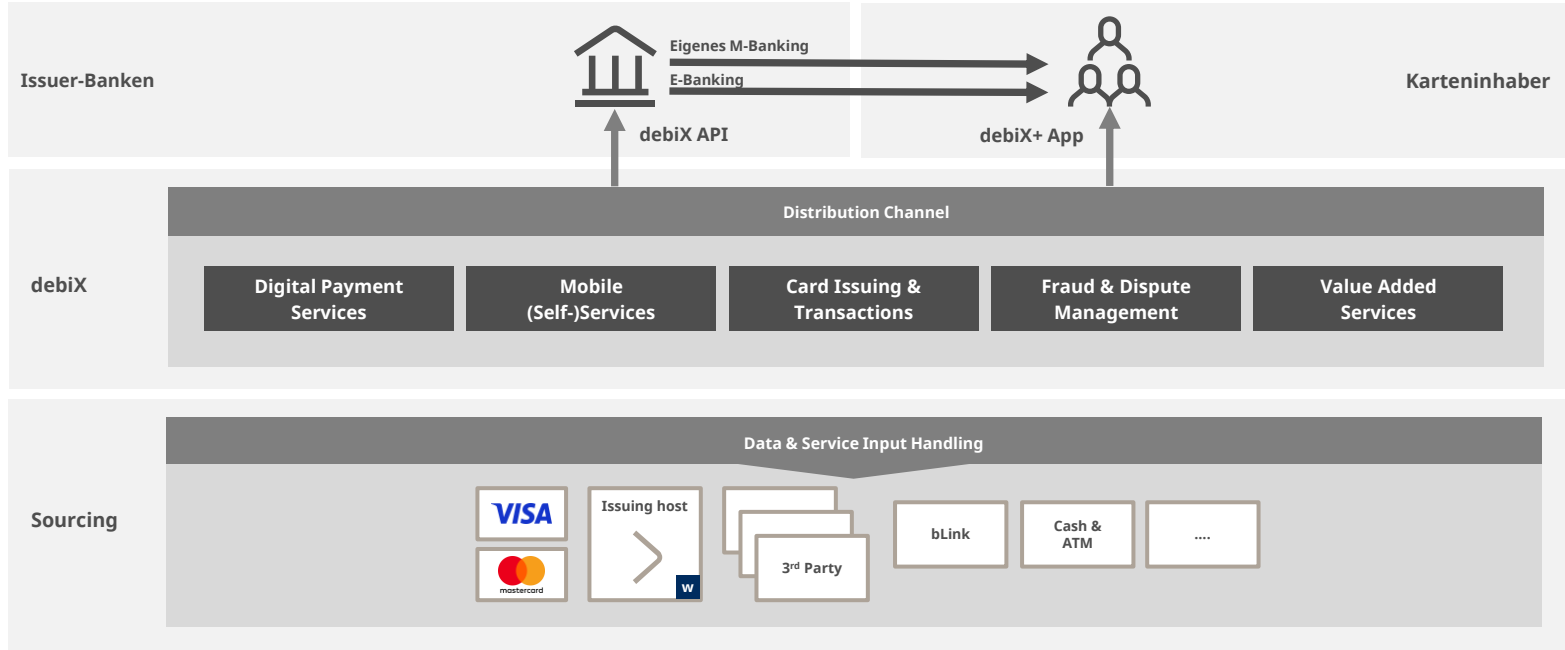 Issuer-Banken
Eigenes M-Banking
E-Banking
Karteninhaber
debiX API
debiX+ App
debiX
Distribution Channel
Digital Payment
Services
Mobile
(Self-)Services
Card Issuing &
Transactions
Fraud & Dispute
Management
Value Added
Services
Sourcing
Data & Service Input Handling
VISA
mastercard
Issuing host
w
3rd Party
bLink
Cash &
ATM
....